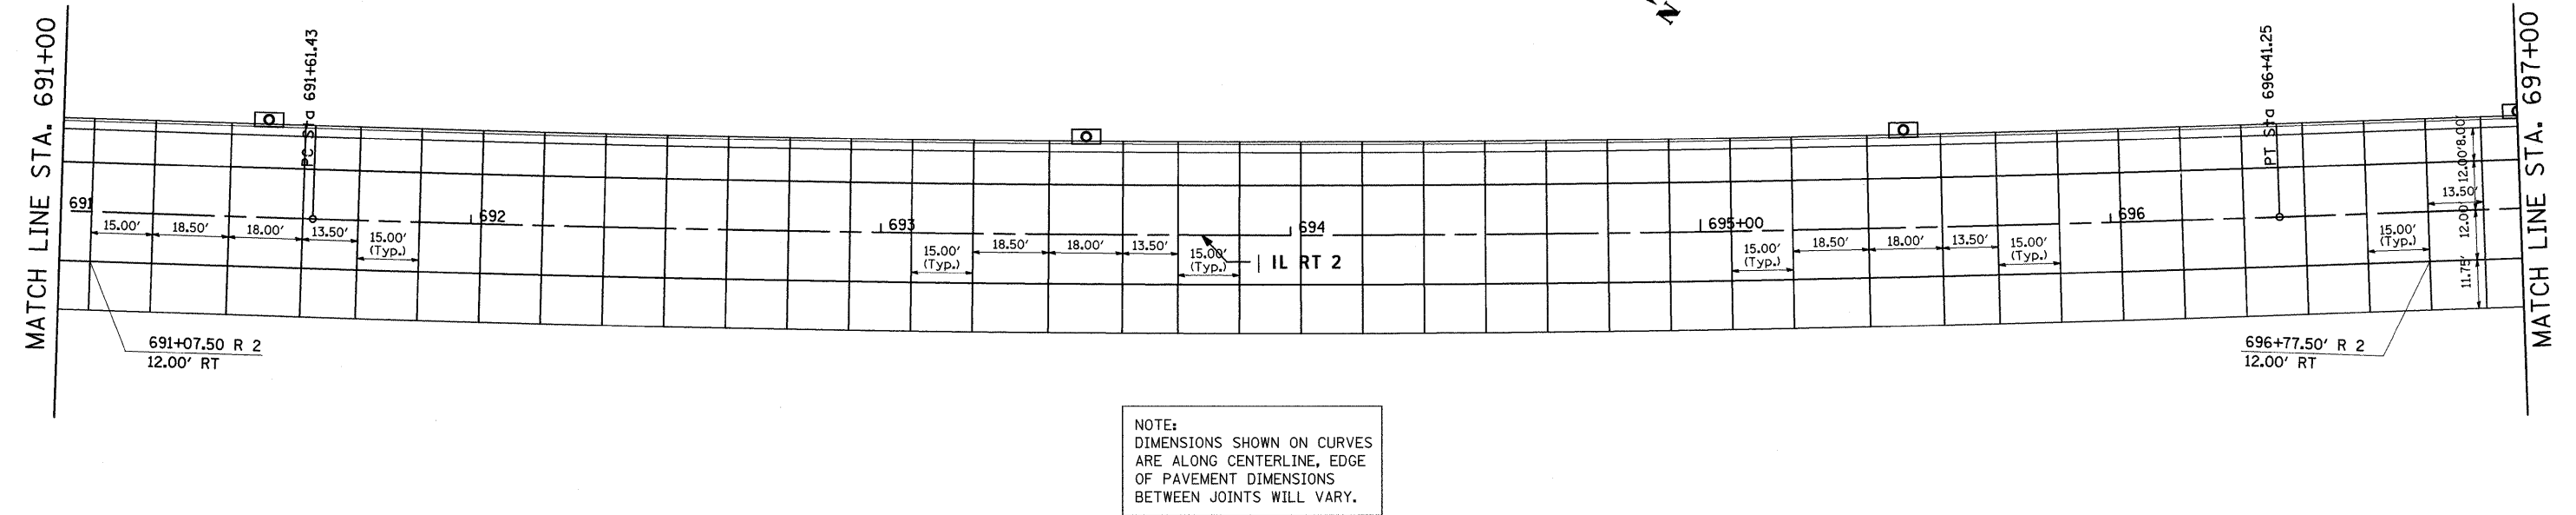 MATCH LINE STA. 691+00
PC Sta 691+61.43
N
PT Sta 696+41.25
MATCH LINE STA. 697+00
691
692
693
694
695+00
696
15.00'
18.50'
18.00'
13.50'
15.00'
(Typ.)
15.00'
(Typ.)
18.50'
18.00'
13.50'
15.00'
(Typ.)
IL RT 2
15.00'
(Typ.)
18.50'
18.00'
13.50'
15.00'
(Typ.)
15.00'
(Typ.)
13.50'
8.00'
12.00'
12.00'
11.75'
691+07.50 R 2
12.00' RT
696+77.50' R 2
12.00' RT
NOTE:
DIMENSIONS SHOWN ON CURVES
ARE ALONG CENTERLINE, EDGE
OF PAVEMENT DIMENSIONS
BETWEEN JOINTS WILL VARY.